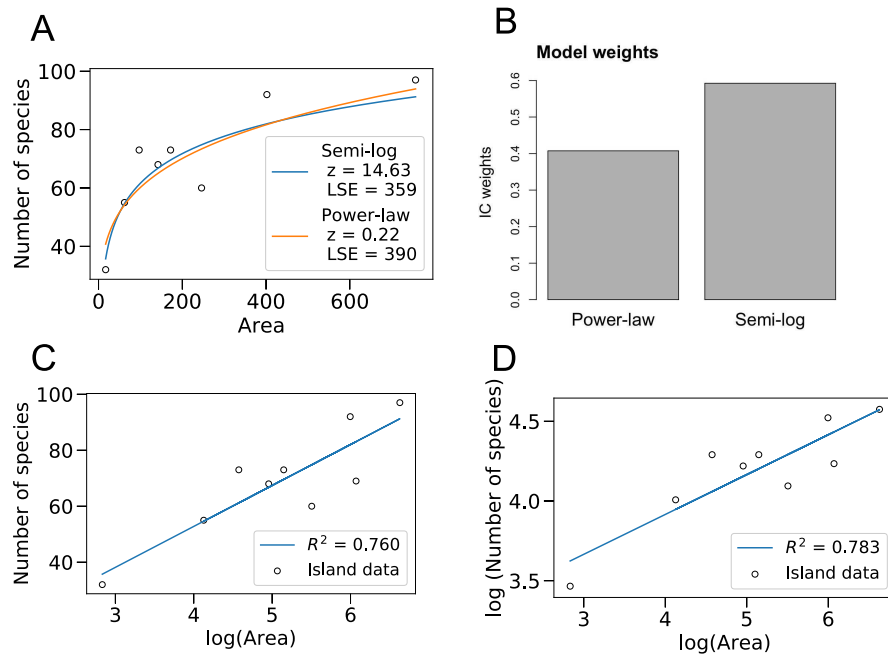 A
Number of species
100
80
60
40
0
200
400
600
Area
Semi-log
z = 14.63
LSE = 359
Power-law
z = 0.22
LSE = 390
B
Model weights
IC weights
0.6
0.5
0.4
0.3
0.2
0.1
0.0
Power-law
Semi-log
C
Number of species
100
80
60
40
3
4
5
6
log(Area)
R² = 0.760
Island data
D
log (Number of species)
4.5
4.0
3.5
3
4
5
6
log(Area)
R² = 0.783
Island data